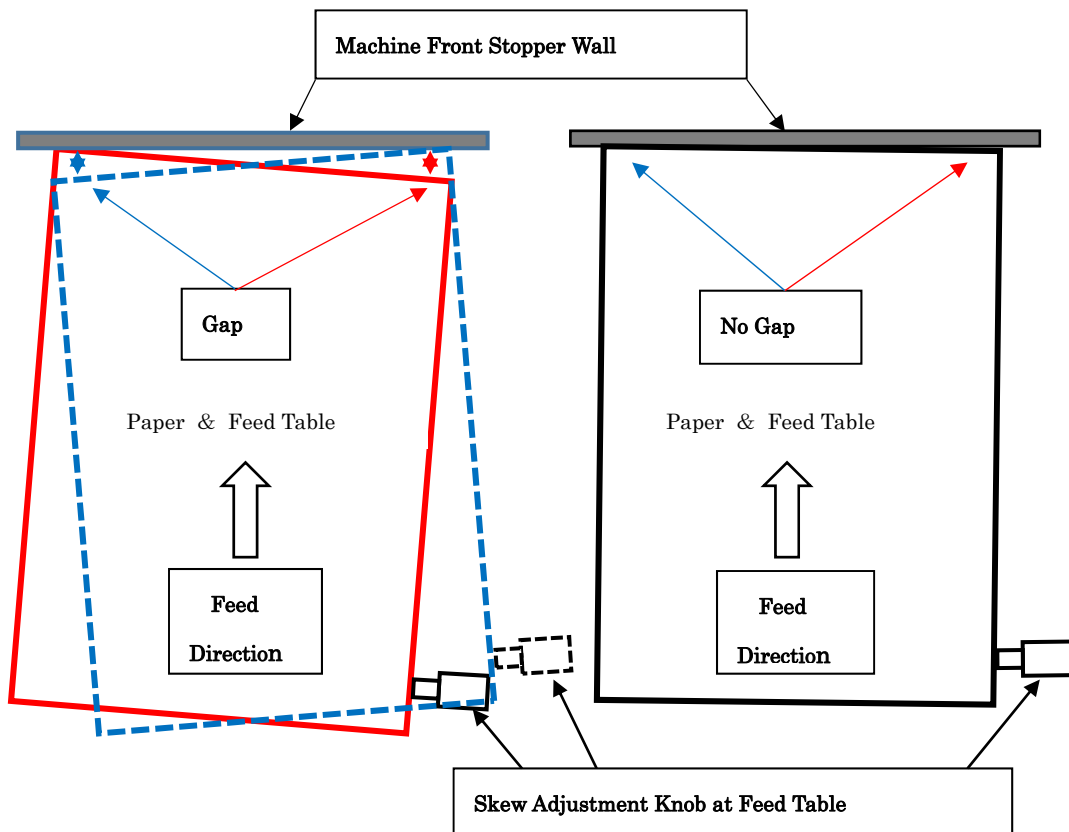 Machine Front Stopper Wall
Gap
No Gap
Paper & Feed Table
Paper & Feed Table
Feed
Direction
Feed
Direction
Skew Adjustment Knob at Feed Table